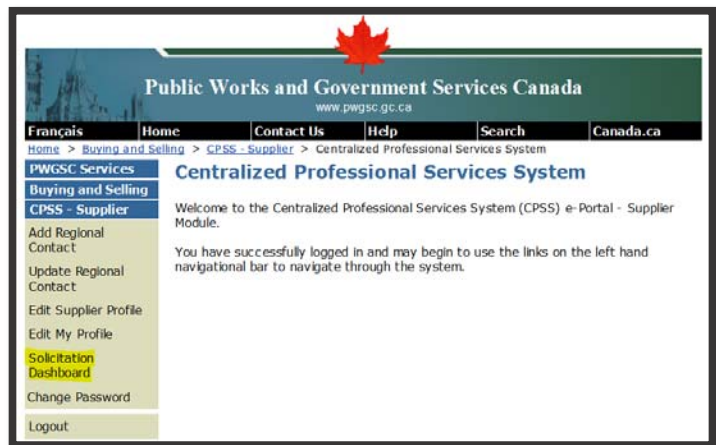 Public Works and Government Services Canada
www.pwgsc.gc.ca
Français Home Contact Us Help Search Canada.ca
Home > Buying and Selling > CPSS - Supplier > Centralized Professional Services System
PWGSC Services
Buying and Selling
CPSS - Supplier
Add Regional
Contact
Update Regional
Contact
Edit Supplier Profile
Edit My Profile
Solicitation
Dashboard
Change Password
Logout
Centralized Professional Services System
Welcome to the Centralized Professional Services System (CPSS) e-Portal - Supplier
Module.
You have successfully logged in and may begin to use the links on the left hand
navigational bar to navigate through the system.